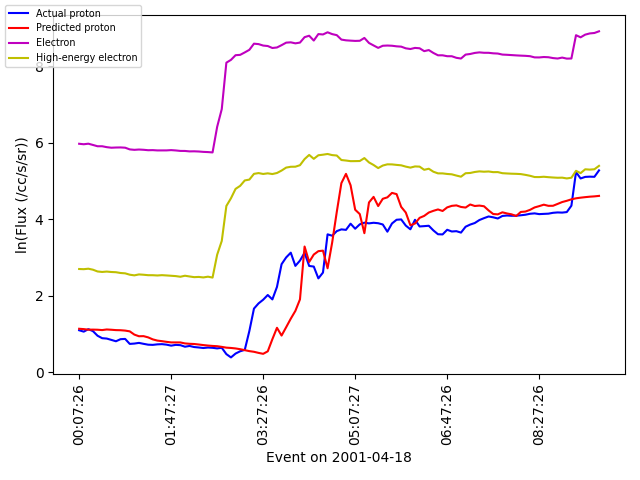 Actual proton
Predicted proton
Electron
High-energy electron
8
6
4
2
0
ln(Flux (/cc/s/sr))
00:07:26
01:47:27
03:27:26
05:07:27
06:47:26
08:27:26
Event on 2001-04-18